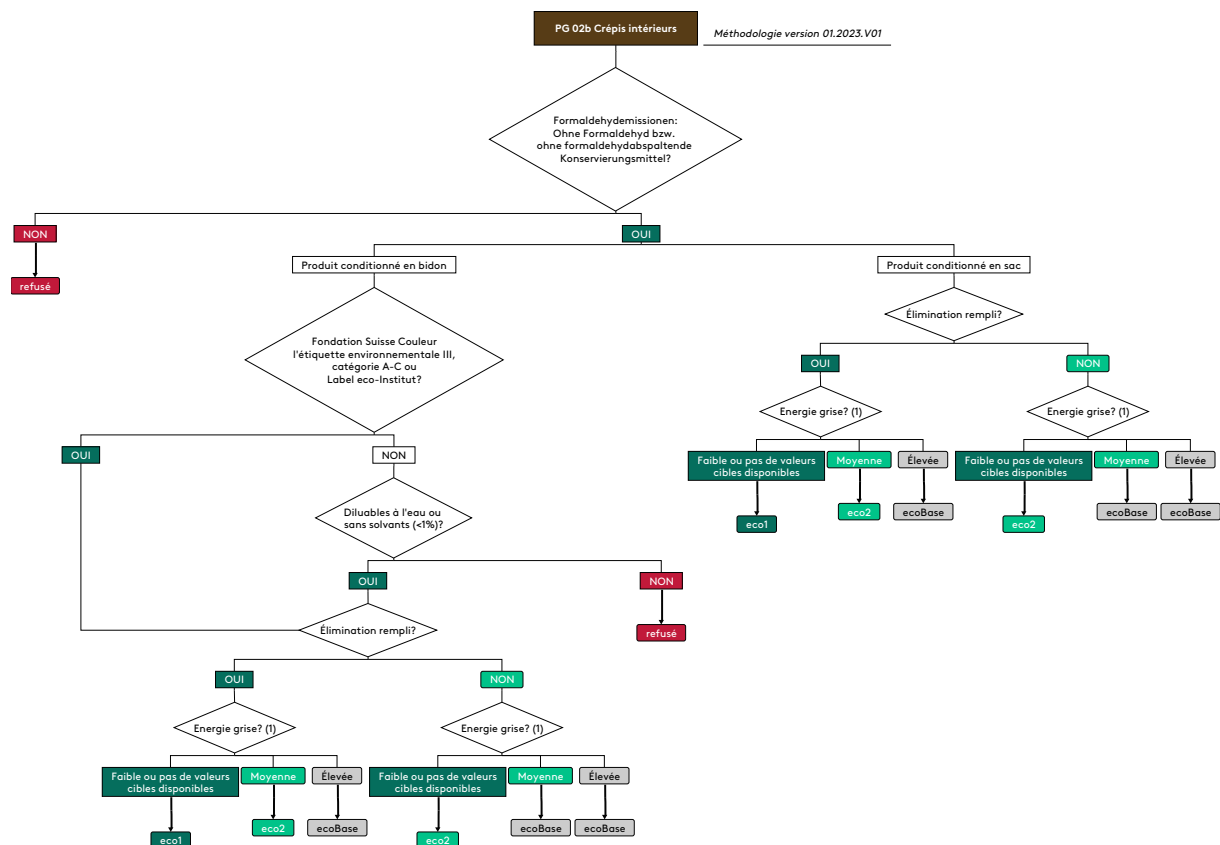 PG 02b Crépis intérieurs
Méthodologie version 01.2023.V01
Formaldehydemissionen:
Ohne Formaldehyd bzw.
ohne formaldehydabspaltende
Konservierungsmittel?
NON
OUI
refusé
Produit conditionné en bidon
Produit conditionné en sac
Élimination rempli?
Fondation Suisse Couleur
l'étiquette environnementale III,
catégorie A-C ou
Label eco-Institut?
OUI
NON
Energie grise? (1)
Energie grise? (1)
OUI
NON
Faible ou pas de valeurs
cibles disponibles
Moyenne
Élevée
Faible ou pas de valeurs
cibles disponibles
Moyenne
Élevée
Diluables à l'eau ou
sans solvants (<1%)?
eco1
eco2
ecoBase
eco2
ecoBase
ecoBase
OUI
NON
Élimination rempli?
refusé
OUI
NON
Energie grise? (1)
Energie grise? (1)
Faible ou pas de valeurs
cibles disponibles
Moyenne
Élevée
Faible ou pas de valeurs
cibles disponibles
Moyenne
Élevée
eco1
eco2
ecoBase
eco2
ecoBase
ecoBase